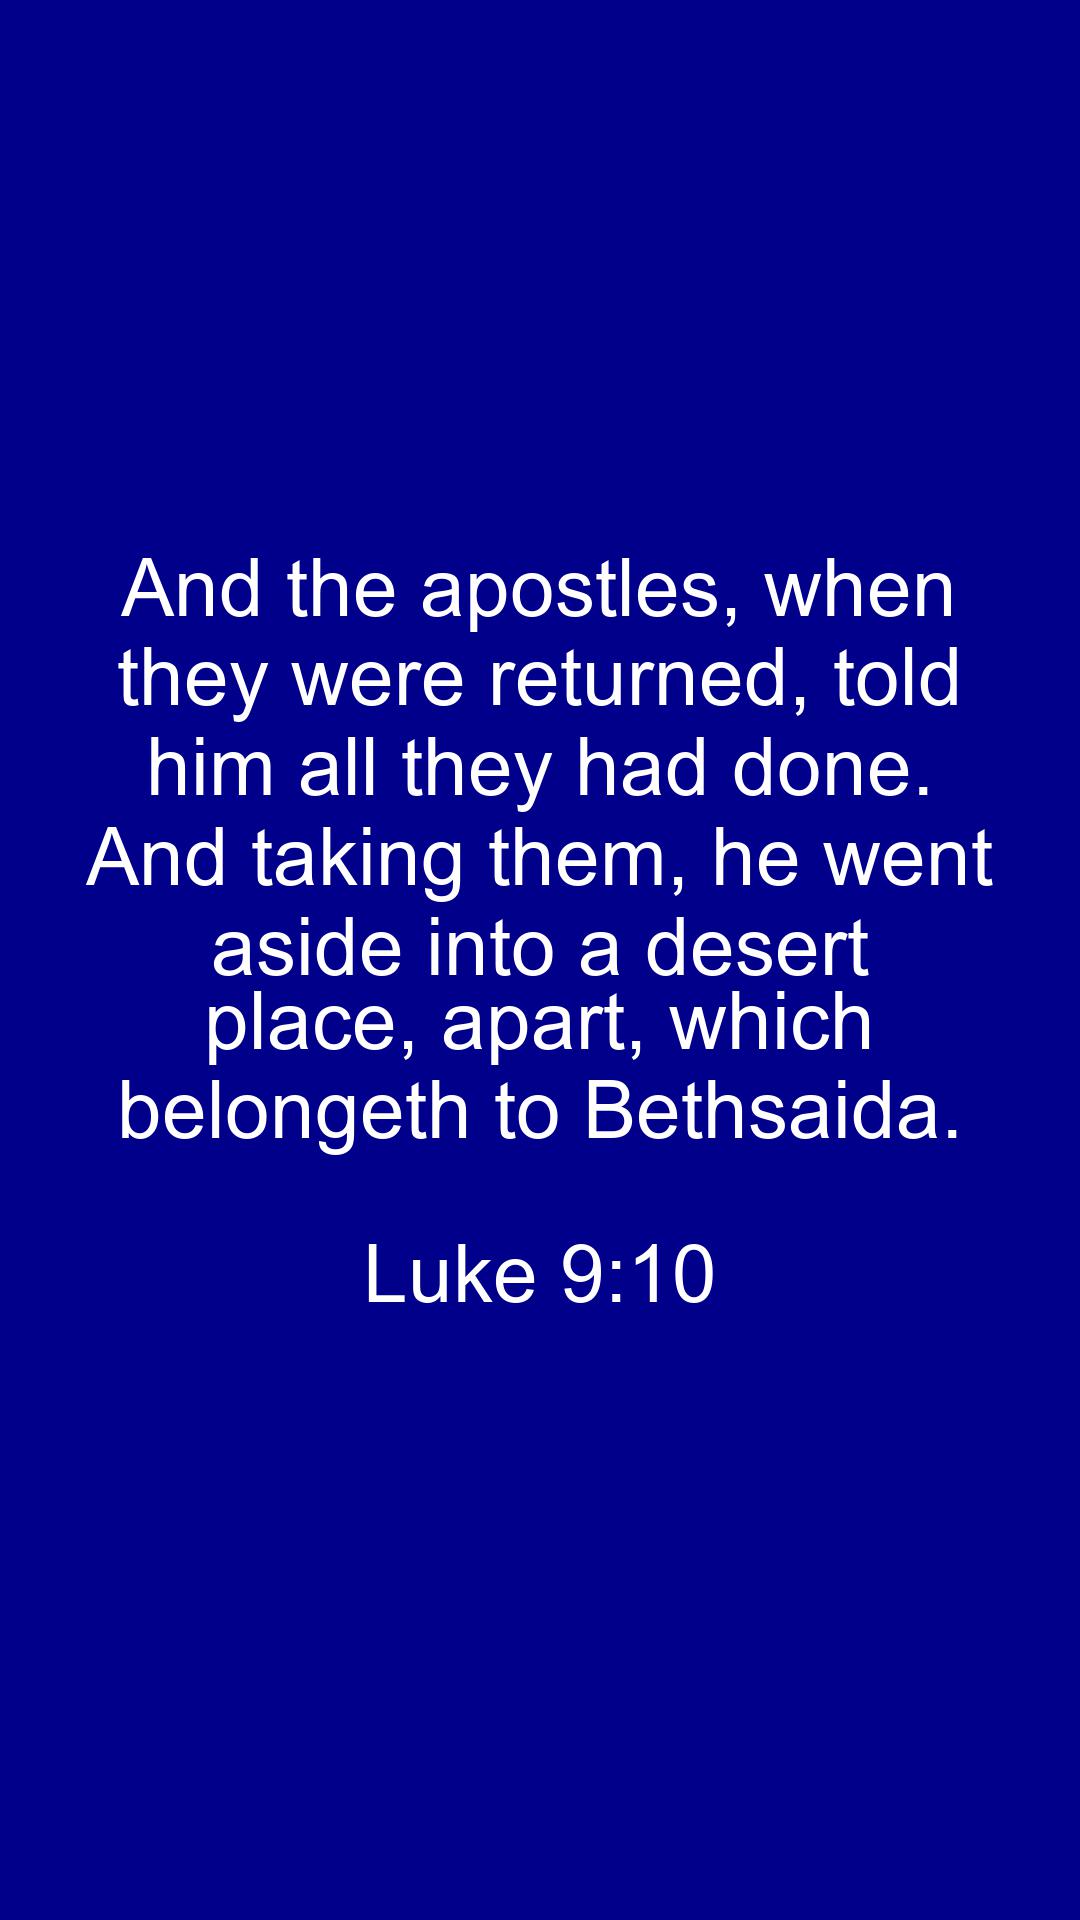 And the apostles, when
they were returned, told
him all they had done.
And taking them, he went
aside into a desert
place, apart, which
belongeth to Bethsaida.
Luke 9:10